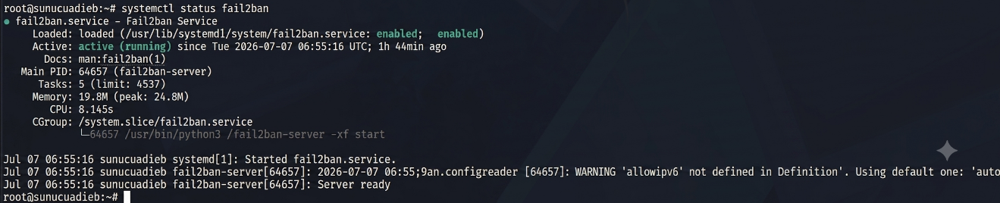 root@sunucuadieb:~# systemctl status fail2ban
● fail2ban.service - Fail2ban Service
Loaded: loaded (/usr/lib/systemd1/system/fail2ban.service: enabled; enabled)
Active: active (running) since Tue 2026-07-07 06:55:16 UTC; 1h 44min ago
Docs: man:fail2ban(1)
Main PID: 64657 (fail2ban-server)
Tasks: 5 (limit: 4537)
Memory: 19.8M (peak: 24.8M)
CPU: 8.145s
CGroup: /system.slice/fail2ban.service
└─64657 /usr/bin/python3 /fail2ban-server -xf start
Jul 07 06:55:16 sunucuadieb systemd[1]: Started fail2ban.service.
Jul 07 06:55:16 sunucuadieb fail2ban-server[64657]: 2026-07-07 06:55;9an.configreader [64657]: WARNING 'allowipv6' not defined in Definition'. Using default one: 'auto
Jul 07 06:55:16 sunucuadieb fail2ban-server[64657]: Server ready
root@sunucuadieb:~#